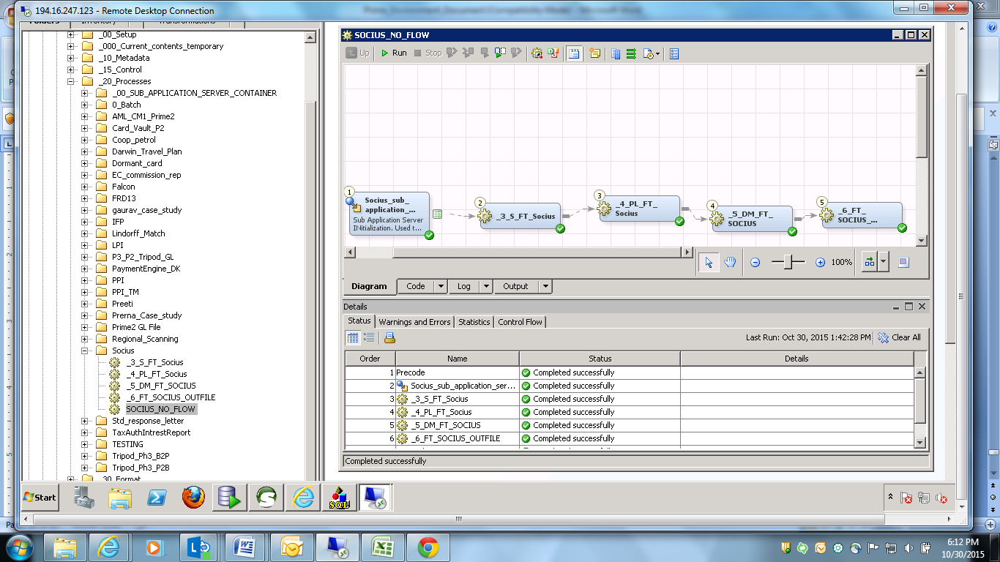 194.16.247.123 - Remote Desktop Connection
Folders Inventory Transformations
_00_Setup
_000_Current_contents_temporary
_10_Metadata
_15_Control
_20_Processes
_00_SUB_APPLICATION_SERVER_CONTAINER
0_Batch
AML_CM1_Prime2
Card_Vault_P2
Coop_petrol
Darwin_Travel_Plan
Dormant_card
EC_commission_rep
Falcon
FRD13
gaurav_case_study
IFP
Lindorff_Match
LPI
P3_P2_Tripod_GL
PaymentEngine_DK
PPI
PPI_TM
Preeti
Prerna_Case_study
Prime2 GL File
Regional_Scanning
Socius
_3_S_FT_Socius
_4_PL_FT_Socius
_5_DM_FT_SOCIUS
_6_FT_SOCIUS_OUTFILE
SOCIUS_NO_FLOW
Std_response_letter
TaxAuthIntrestReport
TESTING
Tripod_Ph3_B2P
Tripod_Ph3_P2B
_30_Format
SOCIUS_NO_FLOW
Up Run Stop
1
Socius_sub_
application_...
Sub Application Server
INitialization. Used t...
2
_3_S_FT_Socius
3
_4_PL_FT_
Socius
4
_5_DM_FT_
SOCIUS
5
_6_FT_
SOCIUS_...
100%
Diagram Code Log Output
Details
Status Warnings and Errors Statistics Control Flow
Last Run: Oct 30, 2015 1:42:28 PM Clear All
Order Name Status Details
1 Precode Completed successfully
2 Socius_sub_application_ser... Completed successfully
3 _3_S_FT_Socius Completed successfully
4 _4_PL_FT_Socius Completed successfully
5 _5_DM_FT_SOCIUS Completed successfully
6 _6_FT_SOCIUS_OUTFILE Completed successfully
Completed successfully
Start
SQL
6:12 PM
10/30/2015